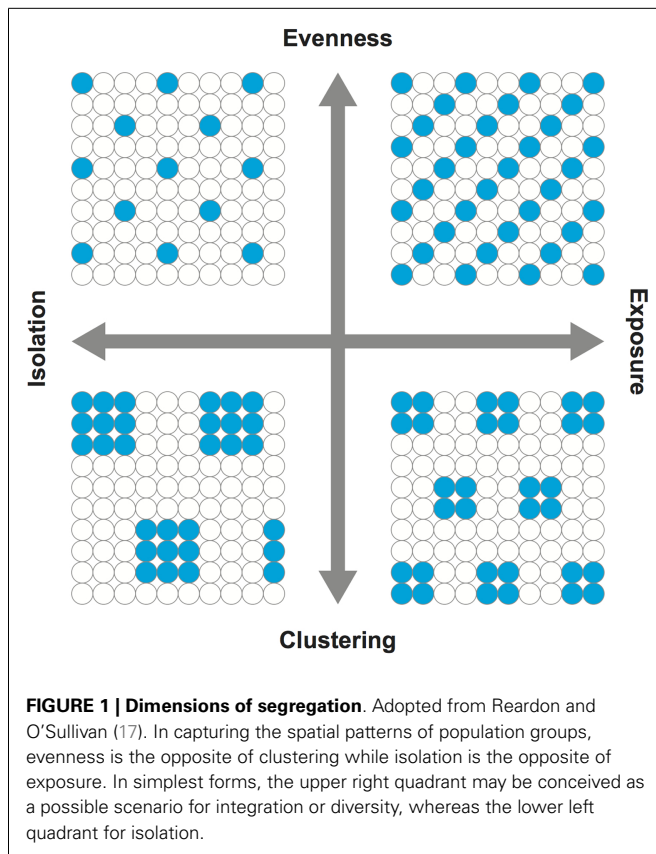 Evenness
Isolation
Exposure
Clustering
FIGURE 1 | Dimensions of segregation. Adopted from Reardon and
O’Sullivan (17). In capturing the spatial patterns of population groups,
evenness is the opposite of clustering while isolation is the opposite of
exposure. In simplest forms, the upper right quadrant may be conceived as
a possible scenario for integration or diversity, whereas the lower left
quadrant for isolation.